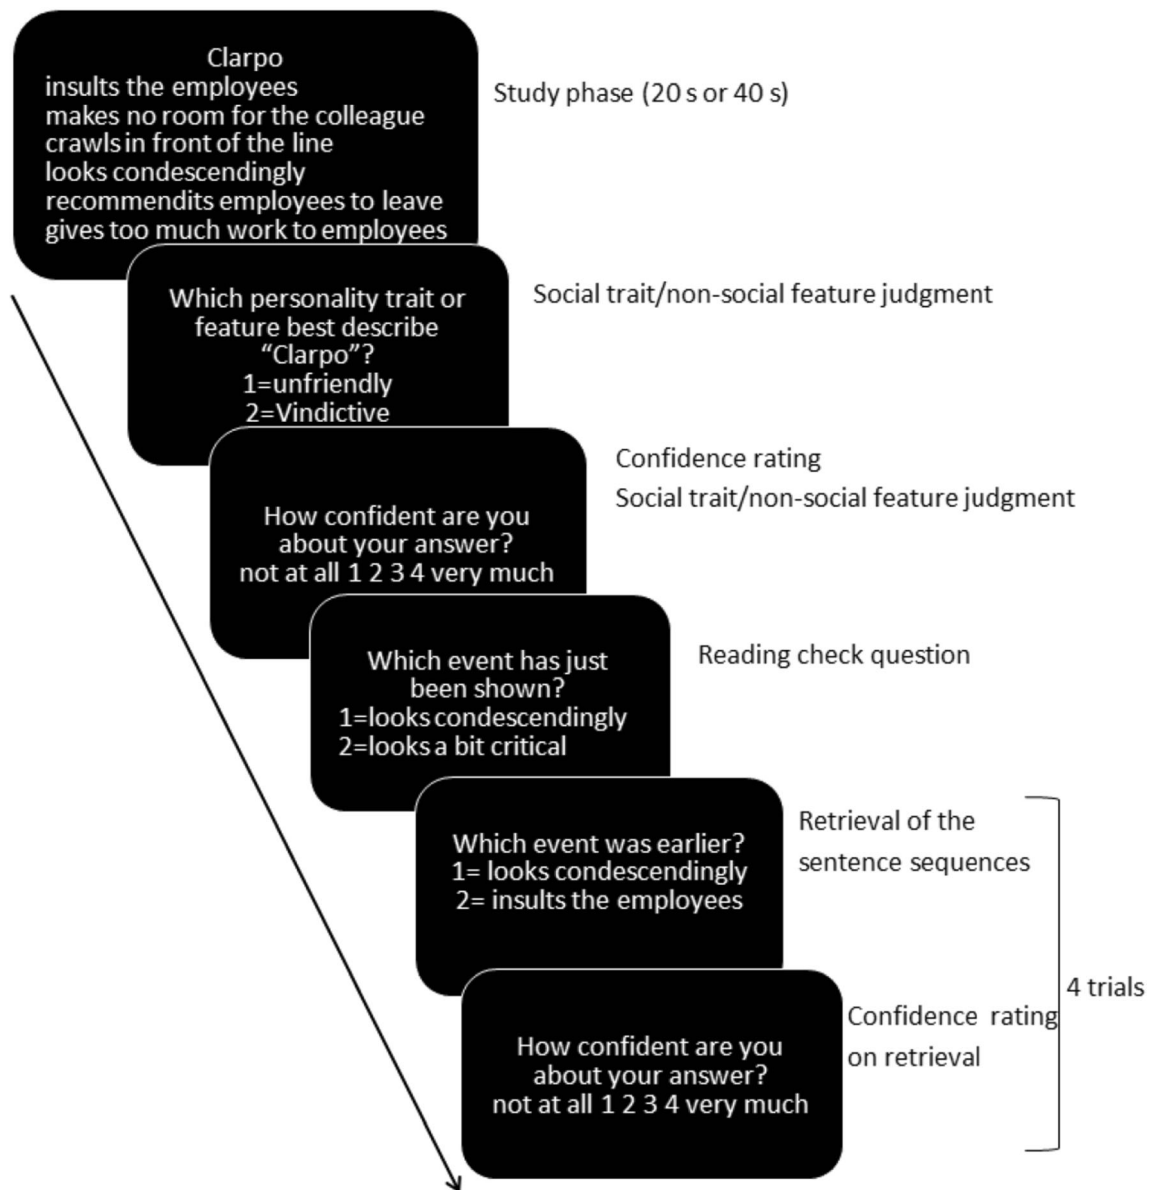 Clarpo
insults the employees
makes no room for the colleague
crawls in front of the line
looks condescendingly
recommendits employees to leave
gives too much work to employees
Study phase (20 s or 40 s)
Which personality trait or
feature best describe
“Clarpo”?
1=unfriendly
2=Vindictive
Social trait/non-social feature judgment
How confident are you
about your answer?
not at all 1 2 3 4 very much
Confidence rating
Social trait/non-social feature judgment
Which event has just
been shown?
1=looks condescendingly
2=looks a bit critical
Reading check question
Which event was earlier?
1= looks condescendingly
2= insults the employees
Retrieval of the
sentence sequences
How confident are you
about your answer?
not at all 1 2 3 4 very much
Confidence rating
on retrieval
4 trials